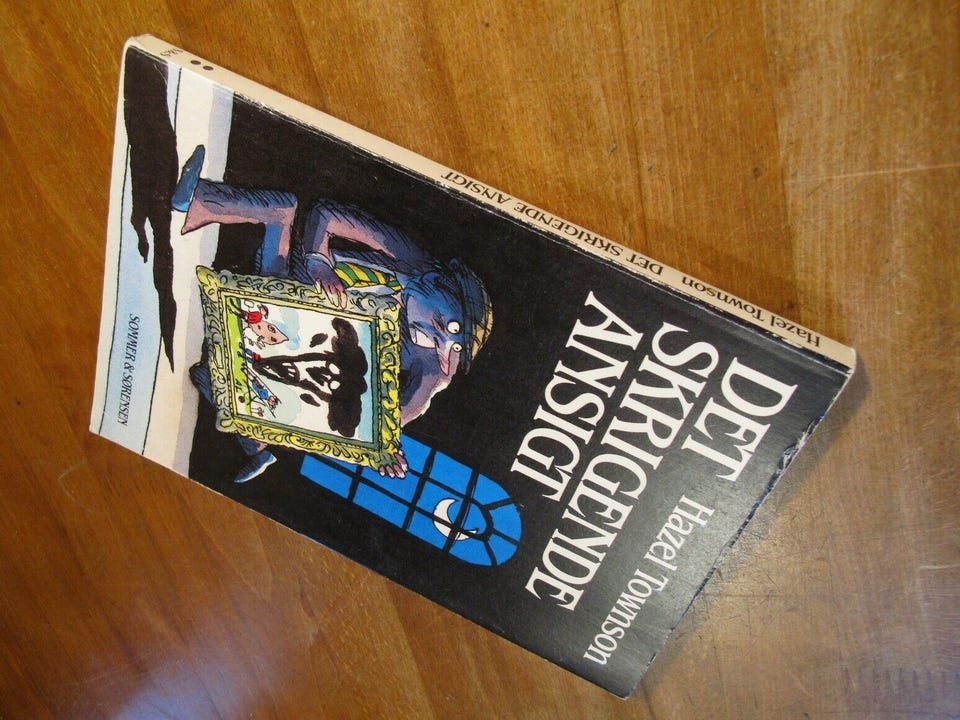 Hazel Townson
DET
SKRIGENDE
ANSIGT
SOMMER & SØRENSEN
Hazel Townson DET SKRIGENDE ANSIGT